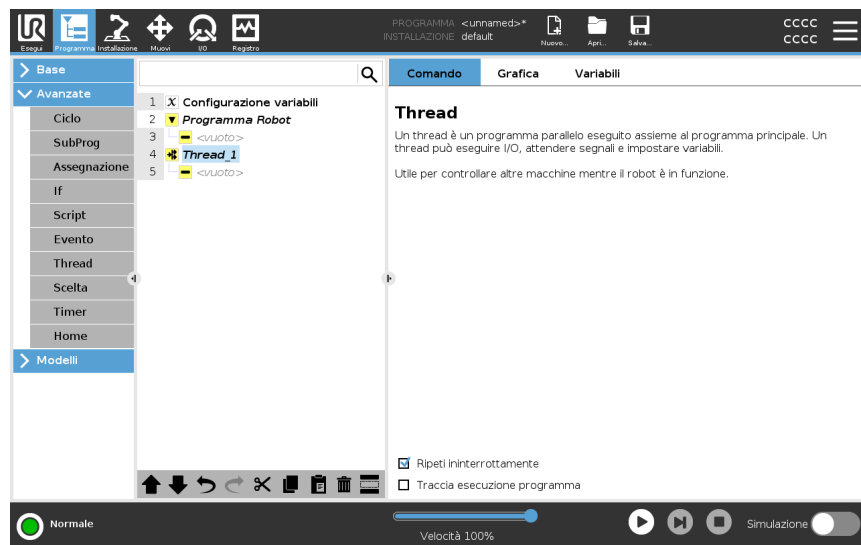 PROGRAMMA <unnamed>*
INSTALLAZIONE default
Nuovo...
Apri...
Salva...
CCCC
CCCC
Esegui
Programma
Installazione
Muovi
I/O
Registro
Base
Avanzate
Ciclo
SubProg
Assegnazione
If
Script
Evento
Thread
Scelta
Timer
Home
Modelli
1 X Configurazione variabili
2 Programma Robot
3 <vuoto>
4 Thread_1
5 <vuoto>
Comando Grafica Variabili
Thread
Un thread è un programma parallelo eseguito assieme al programma principale. Un
thread può eseguire I/O, attendere segnali e impostare variabili.
Utile per controllare altre macchine mentre il robot è in funzione.
Ripeti ininterrottamente
Traccia esecuzione programma
Normale
Velocità 100%
Simulazione